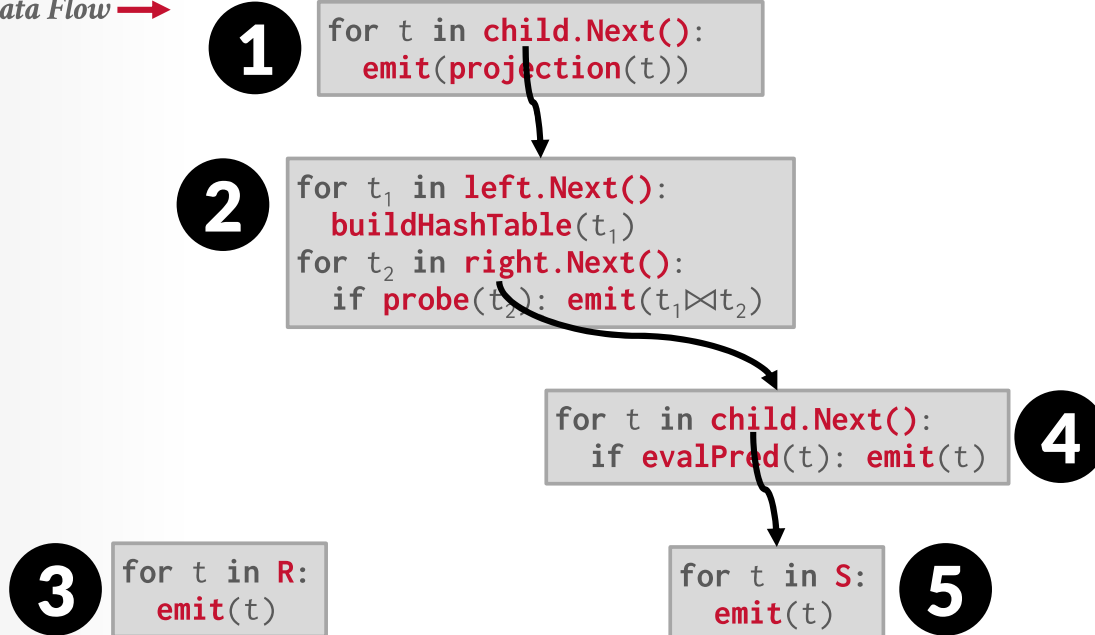 ata Flow
1
for t in child.Next():
emit(projection(t))
2
for t₁ in left.Next():
buildHashTable(t₁)
for t₂ in right.Next():
if probe(t₂): emit(t₁⨝t₂)
for t in child.Next():
if evalPred(t): emit(t)
4
3
for t in R:
emit(t)
for t in S:
emit(t)
5